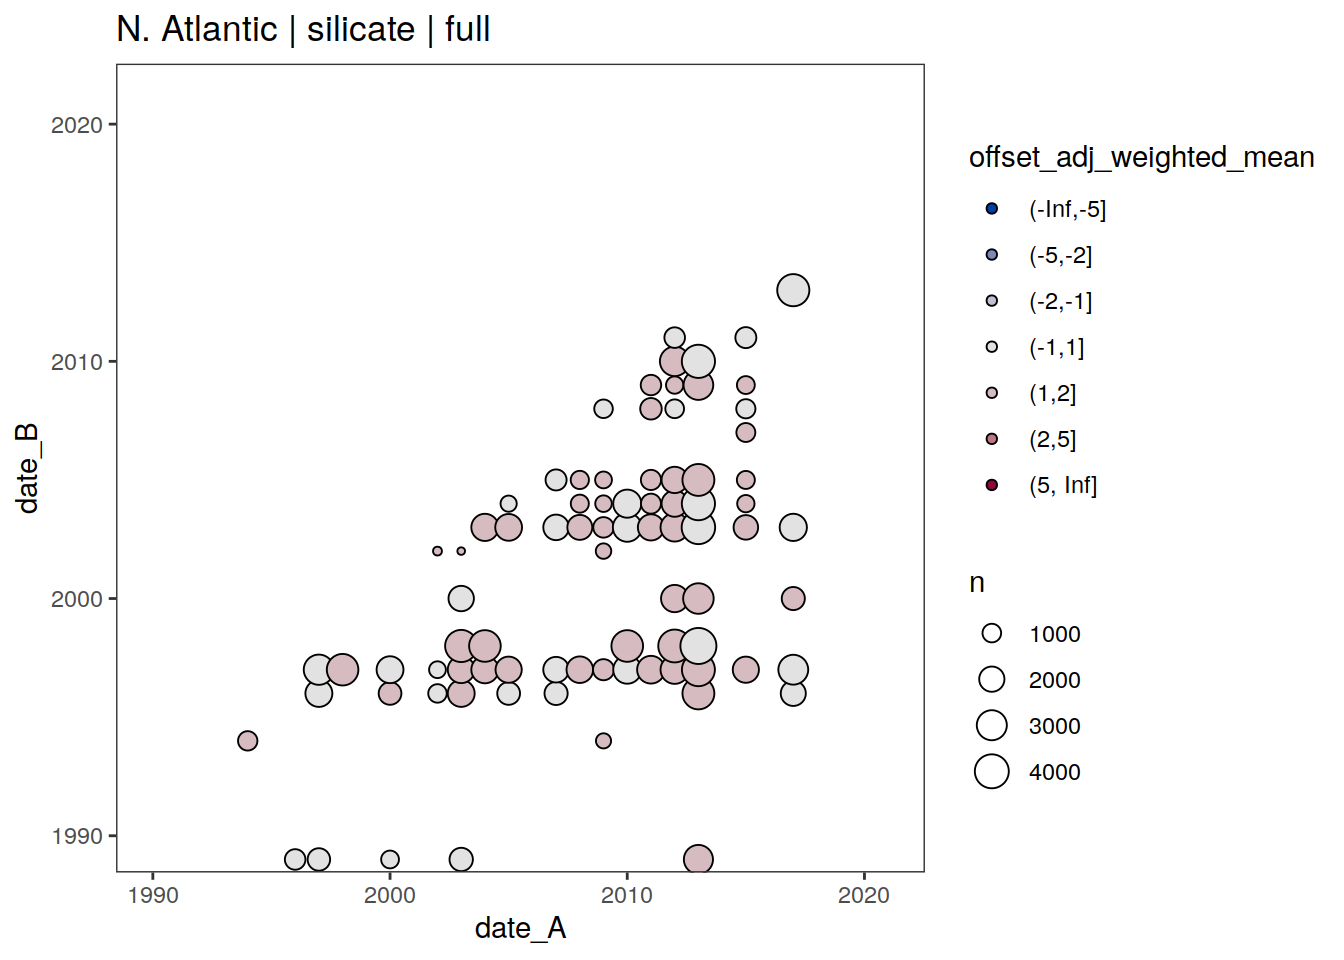 N. Atlantic | silicate | full
date_B
2020
2010
2000
1990
1990
2000
2010
2020
date_A
offset_adj_weighted_mean
(-Inf,-5]
(-5,-2]
(-2,-1]
(-1,1]
(1,2]
(2,5]
(5, Inf]
n
1000
2000
3000
4000